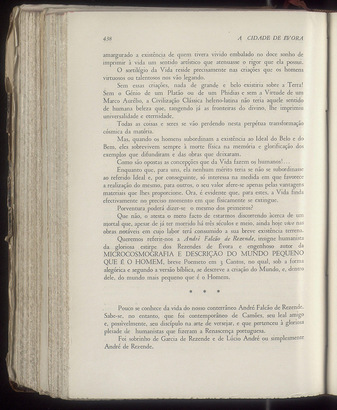 438 A CIDADE DE ÉVORA
amargurado a existência de quem vivera vivido embalado no doce sonho de
imprimir à vida um sentido artístico que atenuasse o rigor que ela possue.
O sortilégio da Vida reside precisamente nas criações que os homens
virtuosos ou talentosos nos vão legando.
Sem essas criações, nada de grande e belo existiria sobre a Terra!
Sem o Génio de um Platão ou de um Phidias e sem a Virtude de um
Marco Aurélio, a Civilização Clássica heleno-latina não teria aquele sentido
de humana beleza que, rasgando já as fronteiras do divino, lhe imprimiu
universalidade e eternidade.
Todas as coisas e seres se vão perdendo nesta perpétua transformação
cósmica da matéria.
Mas, quando os homens subordinam a existência ao Ideal do Belo e do
Bem, eles sobrevivem sempre à morte física na memória e glorificação dos
exemplos que difundiram e das obras que deixaram.
Como são opostas as concepções que da Vida fazem os humanos!...
Enquanto que, para uns, ela nenhum mérito teria se não se subordinasse
ao referido Ideal e, por conseguinte, só interessa na medida em que favorece
a realização do mesmo, para outros, o seu valor afere-se apenas pelas vantagens
materiais que lhes proporcione. Ora, é evidente que, para estes, a Vida finda
efectivamente no preciso momento em que fisicamente se extingue.
Porventura poderá dizer-se o mesmo dos primeiros?
Que não, o atesta o mero facto de estarmos discorrendo àcerca de um
mortal que, apesar de já ter morrido há três séculos e meio, ainda hoje vive nas
obras notáveis em cujo labor terá consumido a sua breve existência terrena.
Queremos referir-nos a André Falcão de Rezende, insigne humanista
da gloriosa estirpe dos Rezendes de Évora e engenhoso autor da
MICROCOSMOGRAFIA E DESCRIÇÃO DO MUNDO PEQUENO
QUE É O HOMEM, breve Poemeto em 3 Cantos, no qual, sob a forma
alegórica e segundo a versão bíblica, se descreve a criação do Mundo, e, dentro
dele, do mundo mais pequeno que é o Homem.
* * *
Pouco se conhece da vida do nosso conterrâneo André Falcão de Rezende.
Sabe-se, no entanto, que foi contemporâneo de Camões, seu leal amigo
e, possivelmente, seu discípulo na arte de versejar, e que pertenceu à gloriosa
pleiade de humanistas que fizeram a Renascença portuguesa.
Foi sobrinho de Garcia de Rezende e de Lúcio André ou simplesmente
André de Rezende.